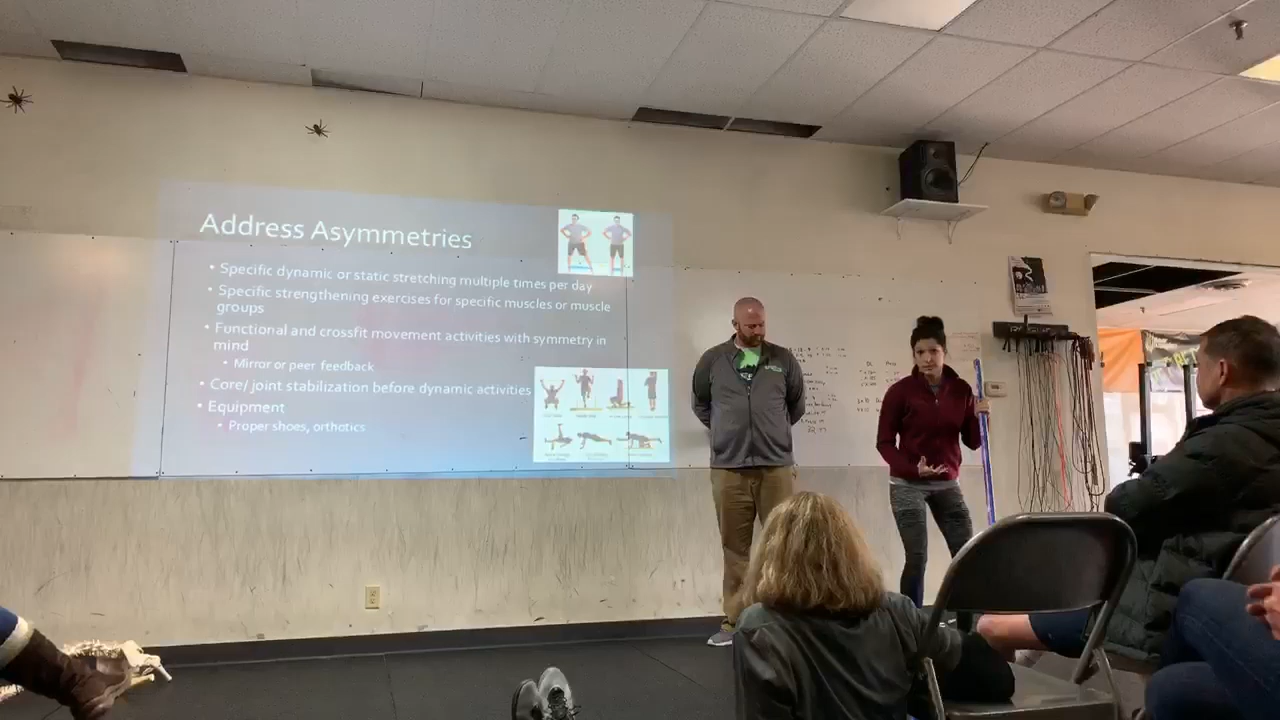 Address Asymmetries
• Specific dynamic or static stretching multiple times per day
• Specific strengthening exercises for specific muscles or muscle
groups
• Functional and crossfit movement activities with symmetry in
mind
• Mirror or peer feedback
• Core/ joint stabilization before dynamic activities
• Equipment
• Proper shoes, orthotics